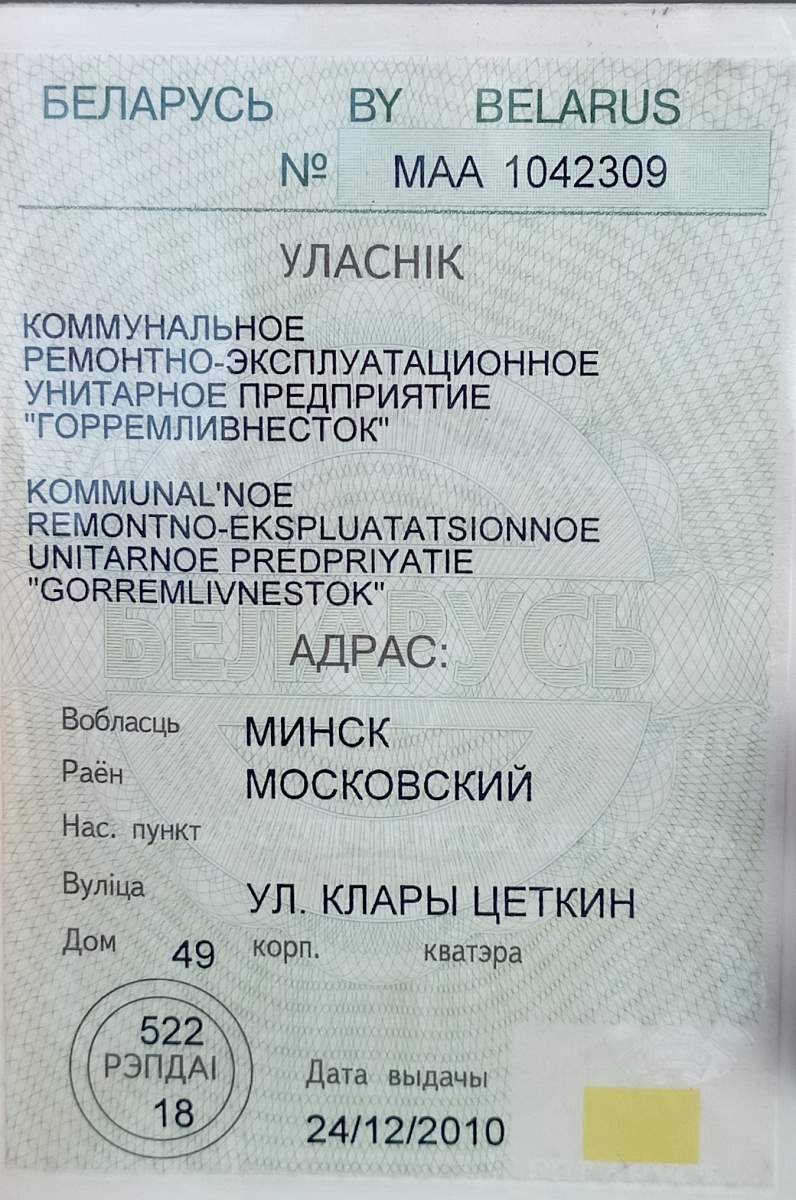 БЕЛАРУСЬ BY BELARUS
№ МАА 1042309
УЛАСНІК
КОММУНАЛЬНОЕ
РЕМОНТНО-ЭКСПЛУАТАЦИОННОЕ
УНИТАРНОЕ ПРЕДПРИЯТИЕ
"ГОРРЕМЛИВНЕСТОК"
KOMMUNAL'NOE
REMONTNO-EKSPLUATATSIONNOE
UNITARNOE PREDPRIYATIE
"GORREMLIVNESTOK"
БЕЛАРУСЬ
АДРАС:
Вобласць МИНСК
Раён МОСКОВСКИЙ
Нас. пункт
Вуліца УЛ. КЛАРЫ ЦЕТКИН
Дом 49 корп. кватэра
522
РЭПДАІ
18
Дата выдачы
24/12/2010